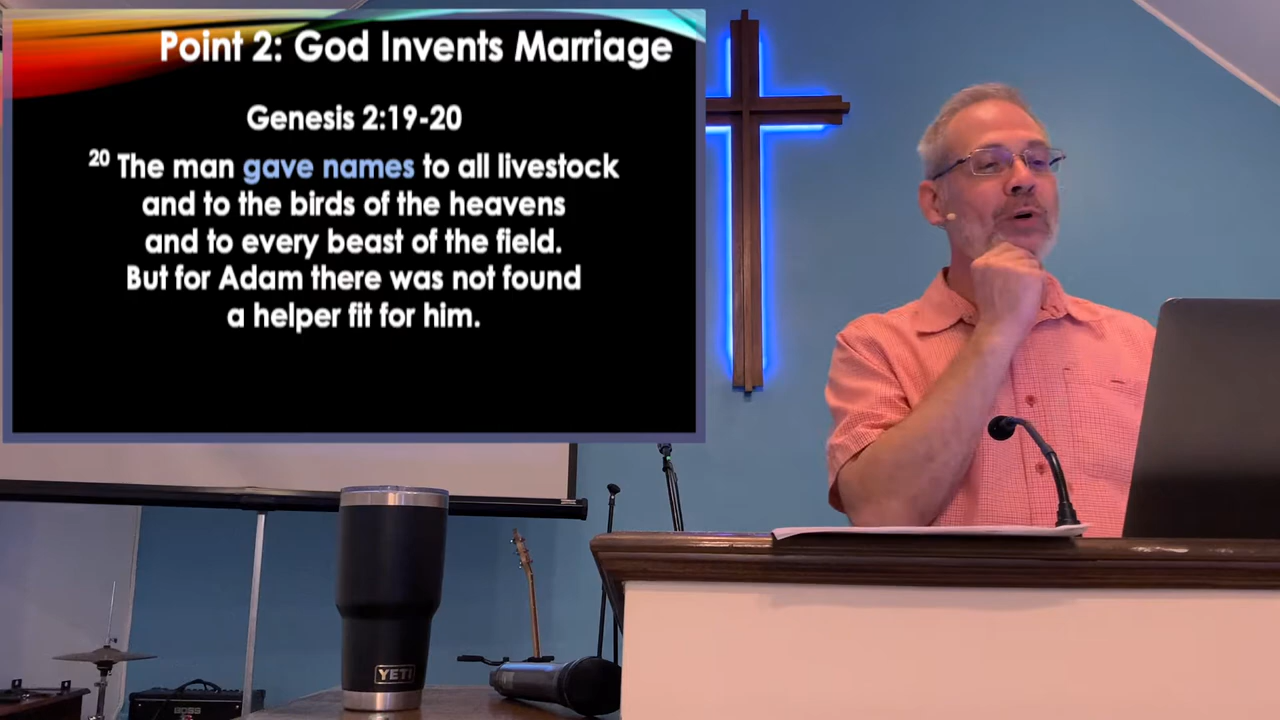 Point 2: God Invents Marriage
Genesis 2:19-20
20 The man gave names to all livestock
and to the birds of the heavens
and to every beast of the field.
But for Adam there was not found
a helper fit for him.
YETI
BOSS